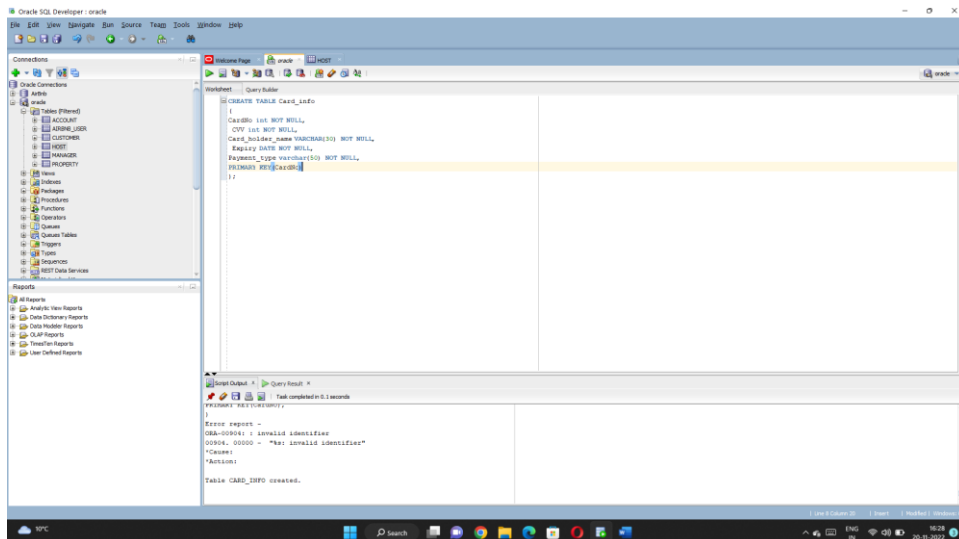 Oracle SQL Developer : oracle
File Edit View Navigate Run Source Team Tools Window Help
Connections
Oracle Connections
Airbnb
oracle
Tables (Filtered)
ACCOUNT
AIRBNB_USER
CUSTOMER
HOST
MANAGER
PROPERTY
Views
Indexes
Packages
Procedures
Functions
Operators
Queues
Queues Tables
Triggers
Types
Sequences
REST Data Services
Reports
All Reports
Analytic View Reports
Data Dictionary Reports
Data Modeler Reports
OLAP Reports
TimesTen Reports
User Defined Reports
Welcome Page oracle HOST
oracle
Worksheet Query Builder
CREATE TABLE Card_info
(
CardNo int NOT NULL,
CVV int NOT NULL,
Card_holder_name VARCHAR(30) NOT NULL,
Expiry DATE NOT NULL,
Payment_type varchar(50) NOT NULL,
PRIMARY KEY(CardNo)
);
Script Output Query Result
Task completed in 0.1 seconds
PRIMARY KEY(CardNo),
)
Error report -
ORA-00904: : invalid identifier
00904. 00000 - "%s: invalid identifier"
*Cause:
*Action:
Table CARD_INFO created.
Insert
10°C
Search
ENG
IN
16:28
20-11-2022